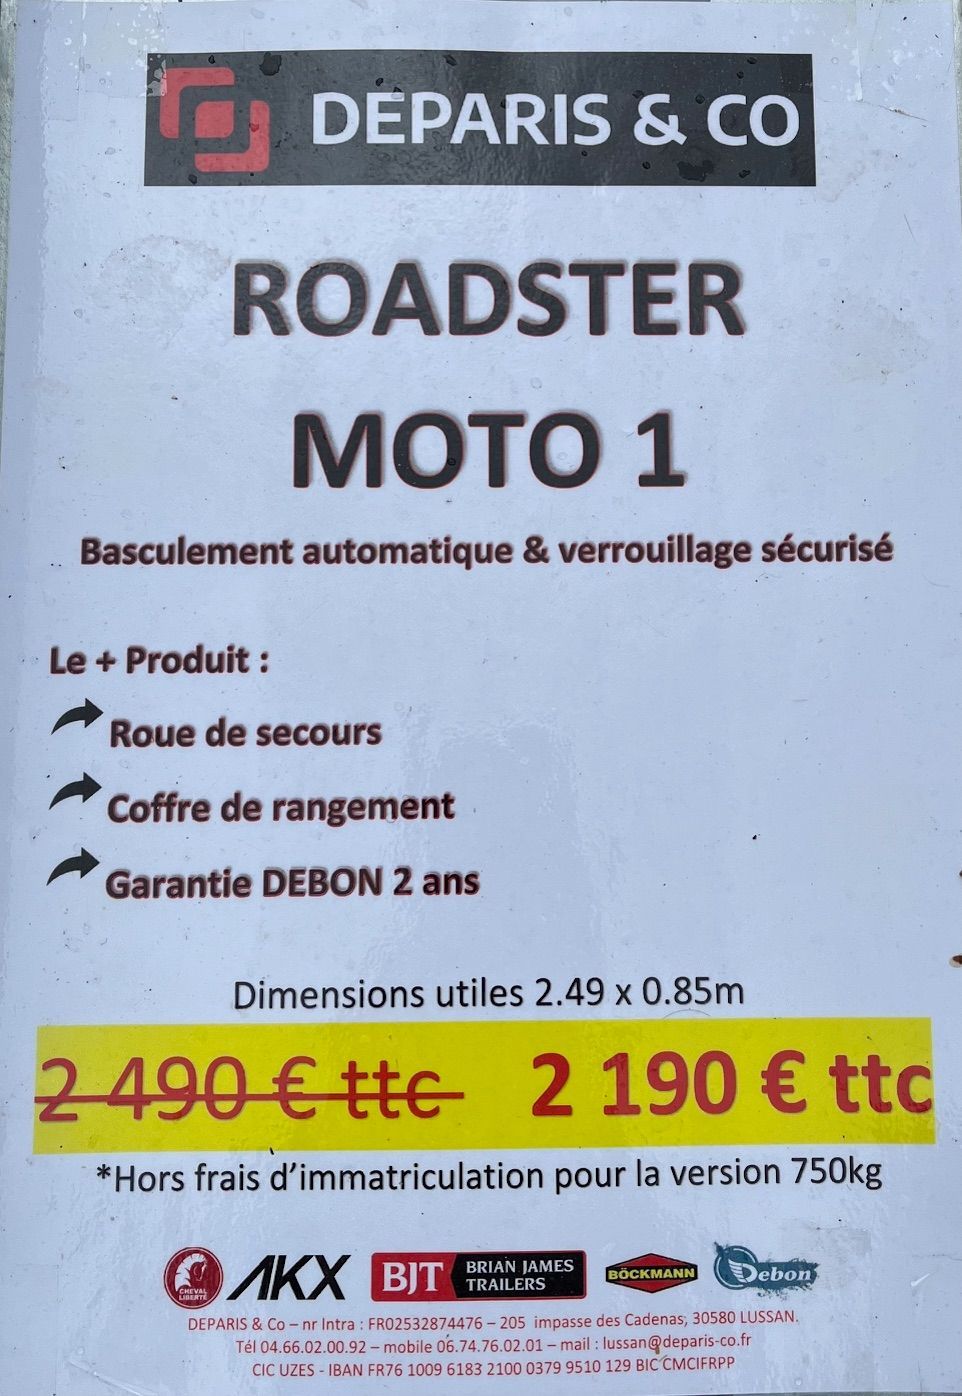 DEPARIS & CO
ROADSTER
MOTO 1
Basculement automatique & verrouillage sécurisé
Le + Produit :
Roue de secours
Coffre de rangement
Garantie DEBON 2 ans
Dimensions utiles 2.49 x 0.85m
2 490 € ttc 2 190 € ttc
*Hors frais d’immatriculation pour la version 750kg
CHEVAL LIBERTÉ AKX BJT BRIAN JAMES TRAILERS BÖCKMANN Debon
DEPARIS & Co – nr Intra : FR02532874476 – 205 impasse des Cadenas, 30580 LUSSAN.
Tél 04.66.02.00.92 – mobile 06.74.76.02.01 – mail : lussan@deparis-co.fr
CIC UZES - IBAN FR76 1009 6183 2100 0379 9510 129 BIC CMCIFRPP